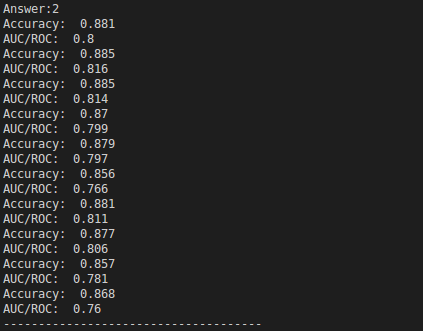 Answer:2
Accuracy:  0.881
AUC/ROC:  0.8
Accuracy:  0.885
AUC/ROC:  0.816
Accuracy:  0.885
AUC/ROC:  0.814
Accuracy:  0.87
AUC/ROC:  0.799
Accuracy:  0.879
AUC/ROC:  0.797
Accuracy:  0.856
AUC/ROC:  0.766
Accuracy:  0.881
AUC/ROC:  0.811
Accuracy:  0.877
AUC/ROC:  0.806
Accuracy:  0.857
AUC/ROC:  0.781
Accuracy:  0.868
AUC/ROC:  0.76
-------------------------------------